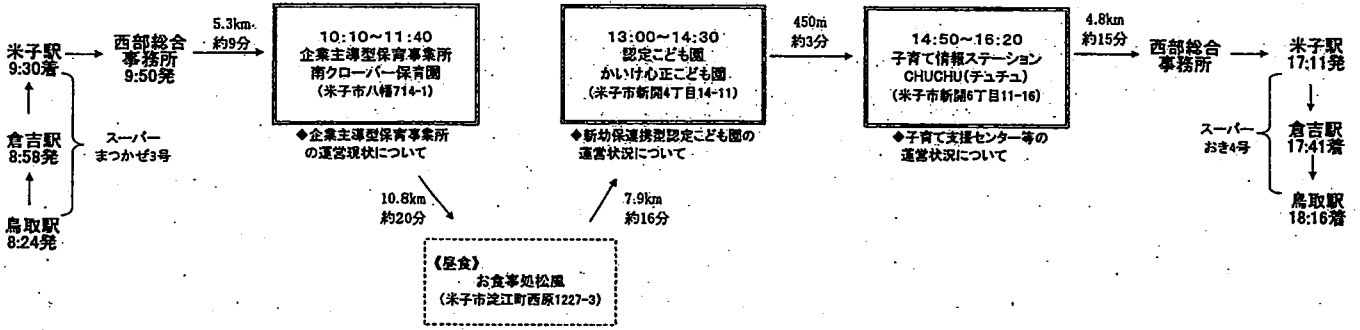 鳥取駅
8:24発
倉吉駅
8:58発
米子駅
9:30着
スーパー
まつかぜ3号
西部総合
事務所
9:50発
5.3km
約9分
10:10~11:40
企業主導型保育事業所
南クローバー保育園
(米子市八幡714-1)
◆企業主導型保育事業所
の運営現状について
10.8km
約20分
《昼食》
お食事処松風
(米子市淀江町西原1227-3)
7.9km
約16分
13:00~14:30
認定こども園
かいけ心正こども園
(米子市新開4丁目14-11)
◆新幼保連携型認定こども園の
運営状況について
450m
約3分
14:50~16:20
子育て情報ステーション
CHUCHU(チュチュ)
(米子市新開6丁目11-16)
◆子育て支援センター等の
運営状況について
4.8km
約15分
西部総合
事務所
米子駅
17:11発
スーパー
おき4号
倉吉駅
17:41着
鳥取駅
18:16着